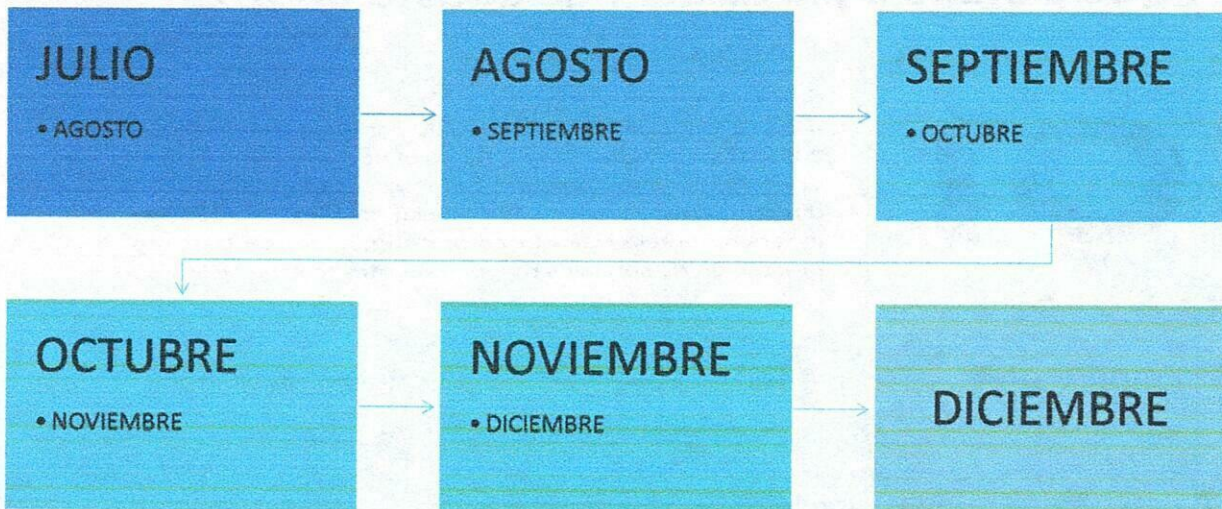 JULIO
• AGOSTO
AGOSTO
• SEPTIEMBRE
SEPTIEMBRE
• OCTUBRE
OCTUBRE
• NOVIEMBRE
NOVIEMBRE
• DICIEMBRE
DICIEMBRE